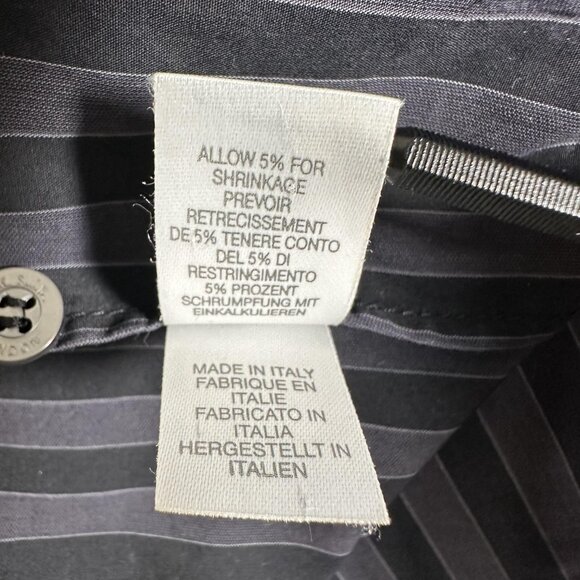 ALLOW 5% FOR
SHRINKAGE
PREVOIR
RETRECISSEMENT
DE 5% TENERE CONTO
DEL 5% DI
RESTRINGIMENTO
5% PROZENT
SCHRUMPFUNG MIT
EINKALKULIEREN
MADE IN ITALY
FABRIQUE EN
ITALIE
FABRICATO IN
ITALIA
HERGESTELLT IN
ITALIEN